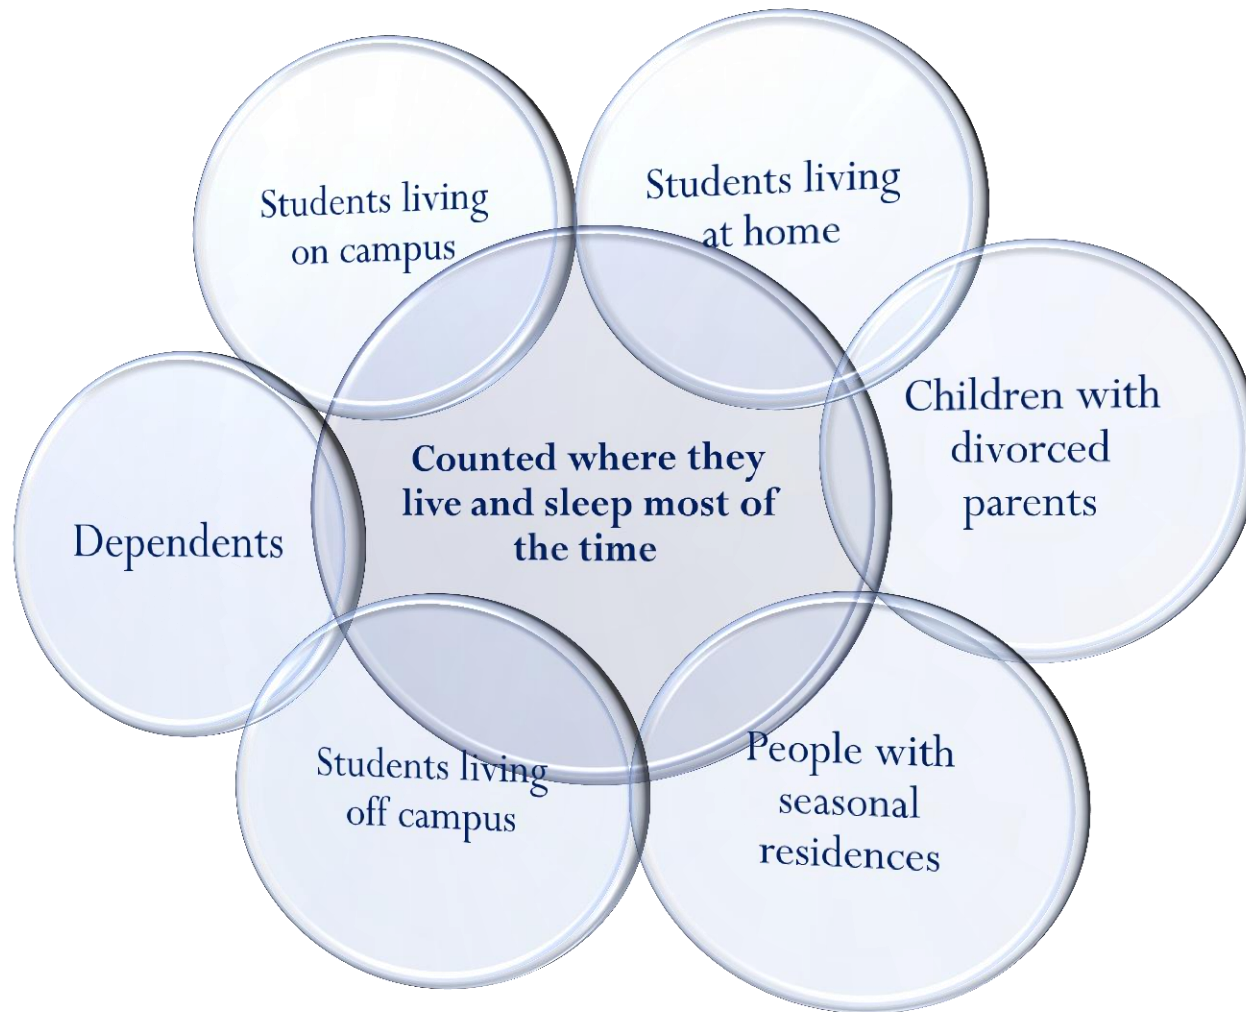 Students living
on campus
Students living
at home
Children with
divorced
parents
Counted where they
live and sleep most of
the time
Dependents
Students living
off campus
People with
seasonal
residences